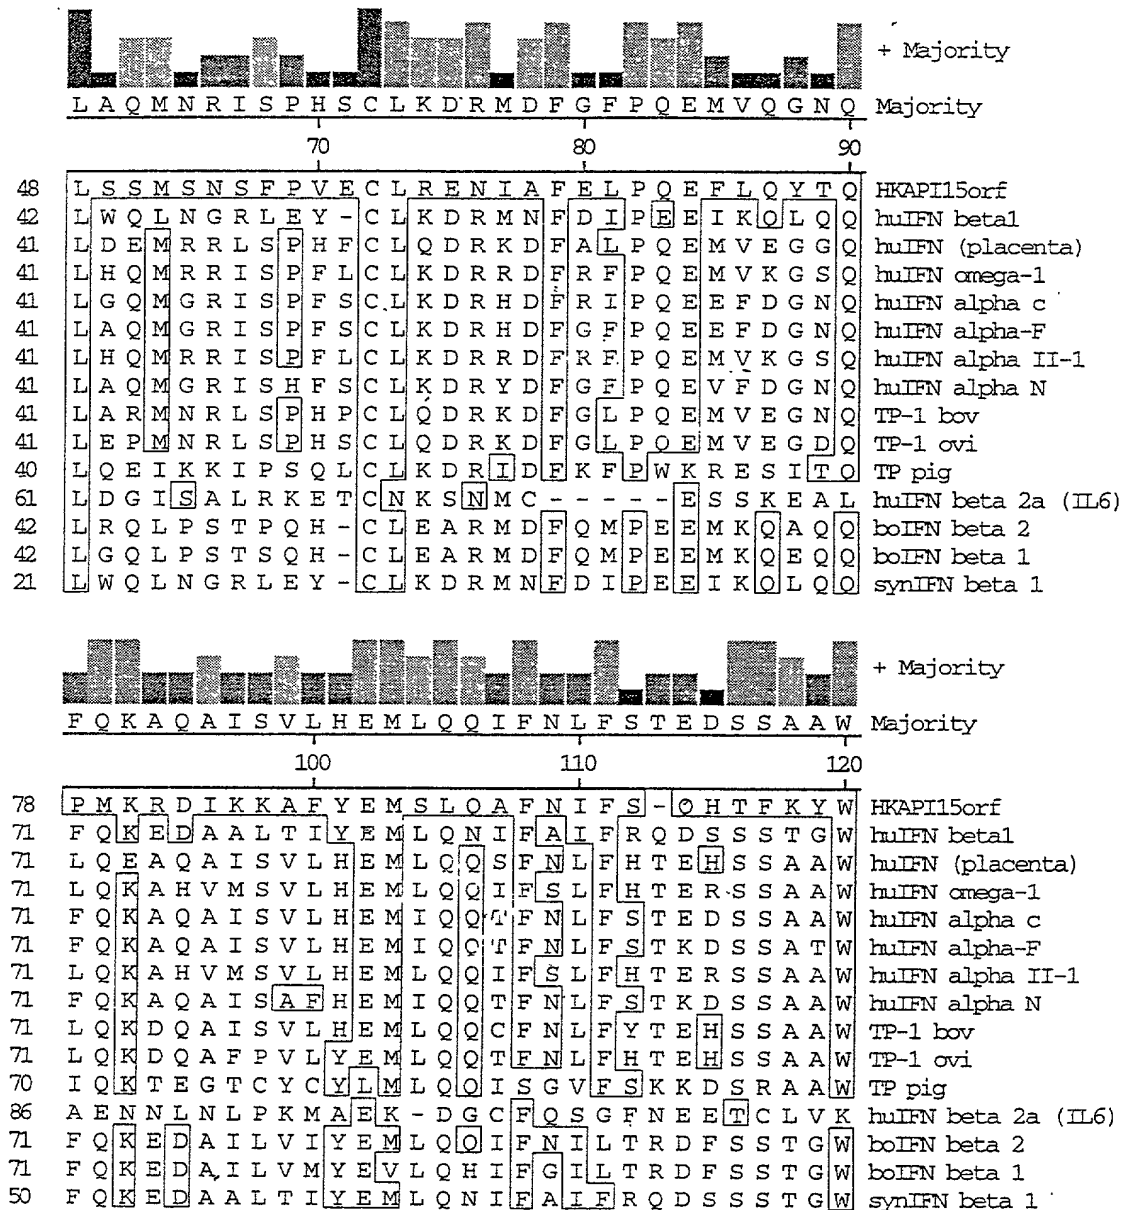 + Majority
L A Q M N R I S P H S C L K D R M D F G F P Q E M V Q G N Q Majority
70 80 90
48 L S S M S N S F P V E C L R E N I A F E L P Q E F L Q Y T Q HKAPI15orf
42 L W Q L N G R L E Y - C L K D R M N F D I P E E I K Q L Q Q huIFN beta1
41 L D E M R R L S P H F C L Q D R K D F A L P Q E M V E G G Q huIFN (placenta)
41 L H Q M R R I S P F L C L K D R R D F R F P Q E M V K G S Q huIFN omega-1
41 L G Q M G R I S P F S C L K D R H D F R I P Q E E F D G N Q huIFN alpha c
41 L A Q M G R I S P F S C L K D R H D F G F P Q E E F D G N Q huIFN alpha-F
41 L H Q M R R I S P F L C L K D R R D F R F P Q E M V K G S Q huIFN alpha II-1
41 L A Q M G R I S H F S C L K D R Y D F G F P Q E V F D G N Q huIFN alpha N
41 L A R M N R L S P H P C L Q D R K D F G L P Q E M V E G N Q TP-1 bov
41 L E P M N R L S P H S C L Q D R K D F G L P Q E M V E G D Q TP-1 ovi
40 L Q E I K K I P S Q L C L K D R I D F K F P W K R E S I T Q TP pig
61 L D G I S A L R K E T C N K S N M C - - - - - E S S K E A L huIFN beta 2a (IL6)
42 L R Q L P S T P Q H - C L E A R M D F Q M P E E M K Q A Q Q boIFN beta 2
42 L G Q L P S T S Q H - C L E A R M D F Q M P E E M K Q E Q Q boIFN beta 1
21 L W Q L N G R L E Y - C L K D R M N F D I P E E I K Q L Q Q synIFN beta 1
+ Majority
F Q K A Q A I S V L H E M L Q Q I F N L F S T E D S S A A W Majority
100 110 120
78 P M K R D I K K A F Y E M S L Q A F N I F S - Q H T F K Y W HKAPI15orf
71 F Q K E D A A L T I Y E M L Q N I F A I F R Q D S S S T G W huIFN beta1
71 L Q E A Q A I S V L H E M L Q Q S F N L F H T E H S S A A W huIFN (placenta)
71 L Q K A H V M S V L H E M L Q Q I F S L F H T E R S S A A W huIFN omega-1
71 F Q K A Q A I S V L H E M I Q Q T F N L F S T E D S S A A W huIFN alpha c
71 F Q K A Q A I S V L H E M I Q Q T F N L F S T K D S S A T W huIFN alpha-F
71 L Q K A H V M S V L H E M L Q Q I F S L F H T E R S S A A W huIFN alpha II-1
71 F Q K A Q A I S A F H E M I Q Q T F N L F S T K D S S A A W huIFN alpha N
71 L Q K D Q A I S V L H E M L Q Q C F N L F Y T E H S S A A W TP-1 bov
71 L Q K D Q A F P V L Y E M L Q Q T F N L F H T E H S S A A W TP-1 ovi
70 I Q K T E G T C Y C Y L M L Q Q I S G V F S K K D S R A A W TP pig
86 A E N N L N L P K M A E K - D G C F Q S G F N E E T C L V K huIFN beta 2a (IL6)
71 F Q K E D A I L V I Y E M L Q Q I F N I L T R D F S S T G W boIFN beta 2
71 F Q K E D A I L V M Y E V L Q H I F G I L T R D F S S T G W boIFN beta 1
50 F Q K E D A A L T I Y E M L Q N I F A I F R Q D S S S T G W synIFN beta 1